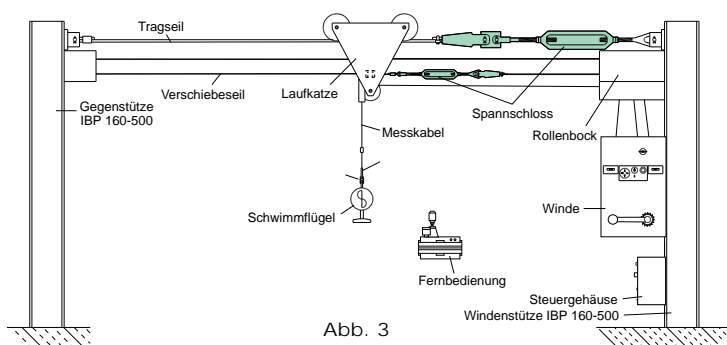 Tragseil
Verschiebeseil
Laufkatze
Spannschloss
Gegenstütze
IBP 160-500
Rollenbock
Messkabel
Winde
Schwimmflügel
Fernbedienung
Steuergehäuse
Windenstütze IBP 160-500
Abb. 3